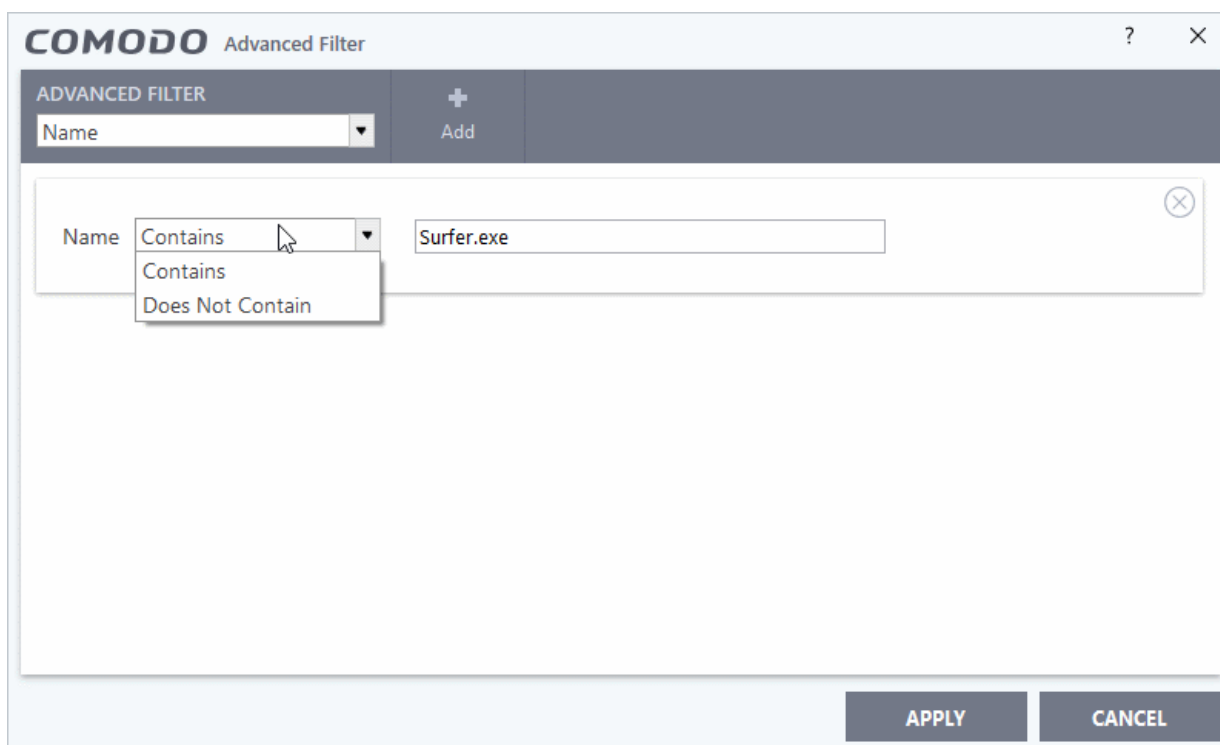 COMODO Advanced Filter ?
ADVANCED FILTER
Name
Add
Name Contains Surfer.exe
Contains
Does Not Contain
APPLY CANCEL